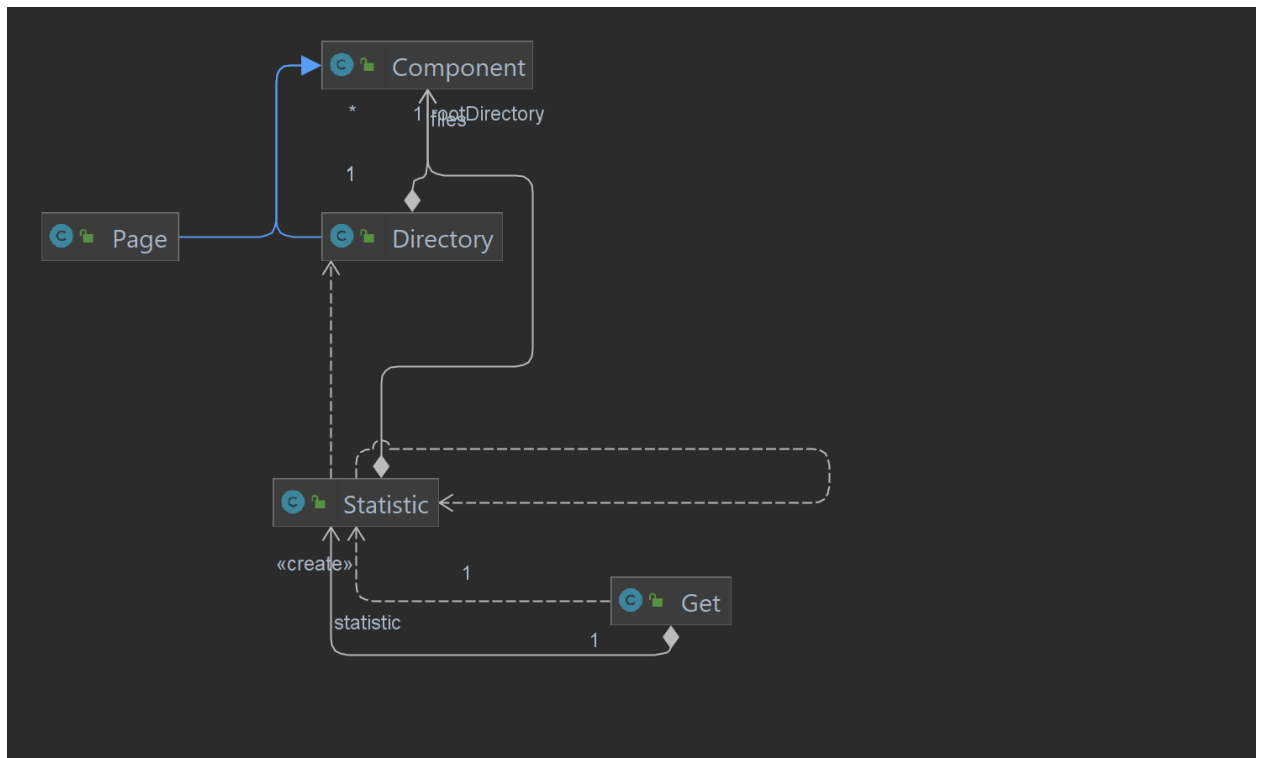 C Component
*
1 rootDirectory
files
1
C Page
C Directory
C Statistic
«create»
1
C Get
statistic
1